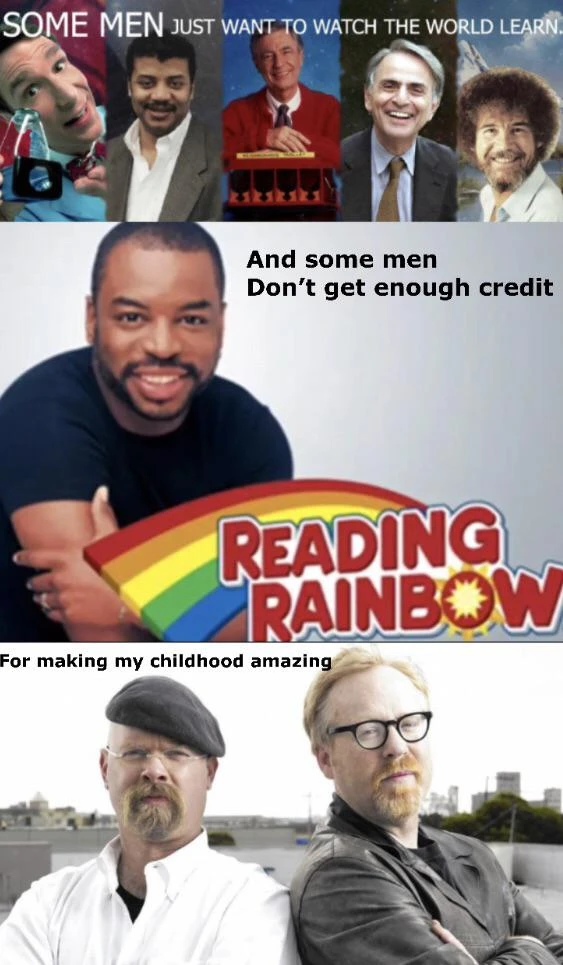 SOME MEN JUST WANT TO WATCH THE WORLD LEARN.
And some men
Don't get enough credit
READING
RAINBOW
For making my childhood amazing